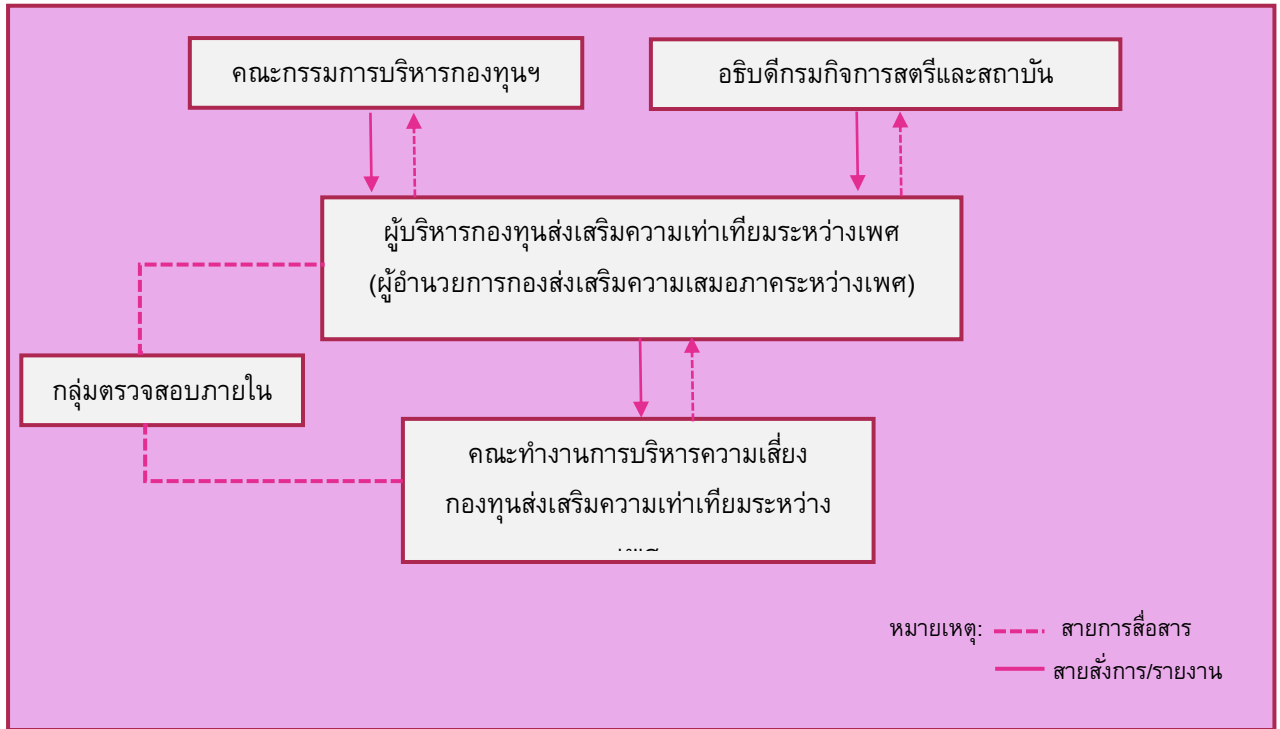 คณะกรรมการบริหารกองทุนฯ
อธิบดีกรมกิจการสตรีและสถาบัน
ผู้บริหารกองทุนส่งเสริมความเท่าเทียมระหว่างเพศ
(ผู้อำนวยการกองส่งเสริมความเสมอภาคระหว่างเพศ)
กลุ่มตรวจสอบภายใน
คณะทำงานการบริหารความเสี่ยง
กองทุนส่งเสริมความเท่าเทียมระหว่าง
หมายเหตุ: สายการสื่อสาร
สายสั่งการ/รายงาน